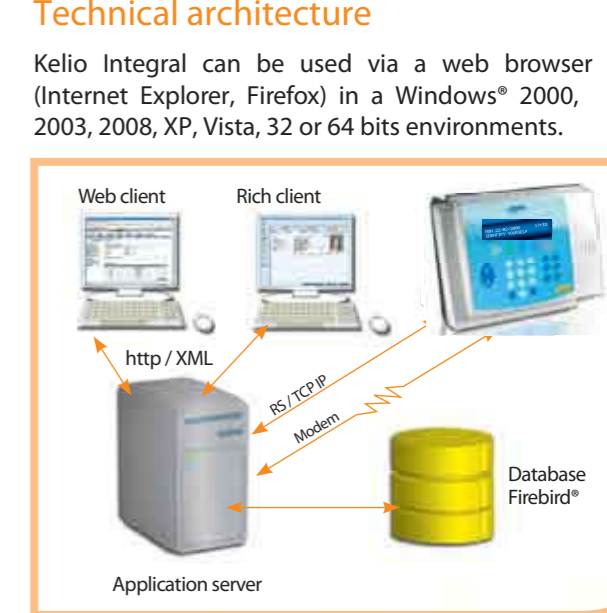 Technical architecture
Kelio Integral can be used via a web browser
(Internet Explorer, Firefox) in a Windows® 2000,
2003, 2008, XP, Vista, 32 or 64 bits environments.
Web client
Rich client
IDENTIFY YOURSELF
http / XML
RS / TCP IP
Modem
Database
Firebird®
Application server